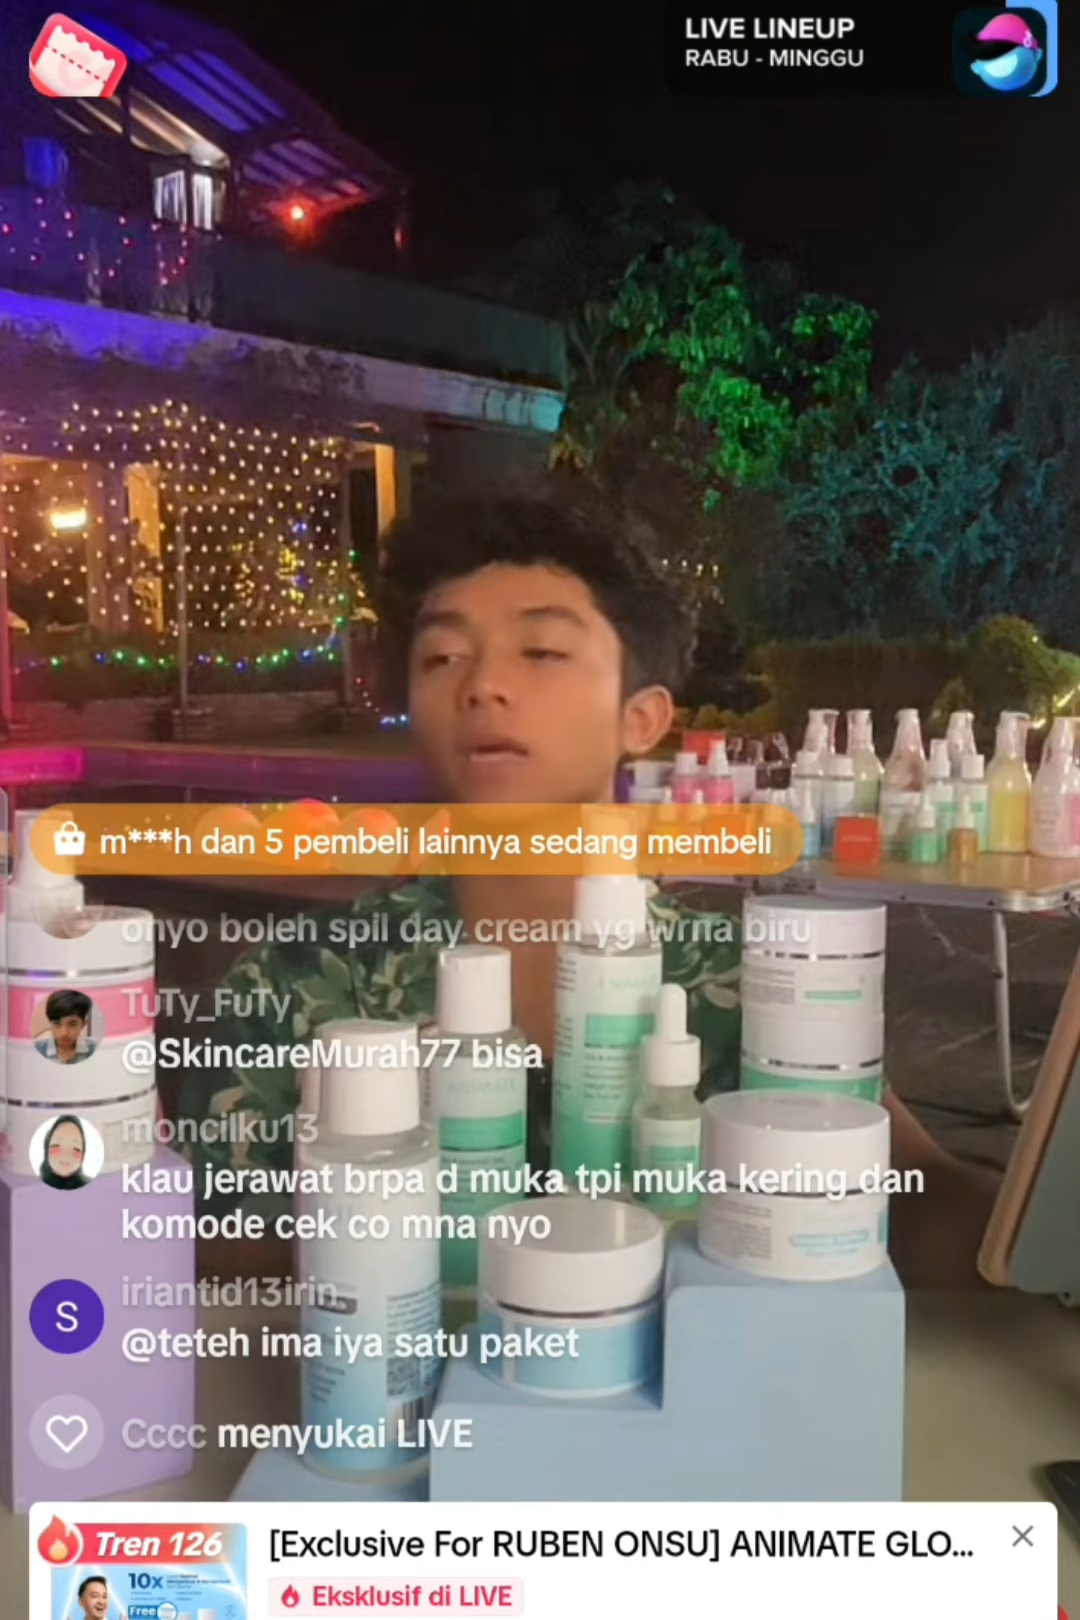 LIVE LINEUP
RABU - MINGGU
m***h dan 5 pembeli lainnya sedang membeli
onyo boleh spil day cream yg wrna biru
TuTy_FuTy
@SkincareMurah77 bisa
moncilku13
klau jerawat brpa d muka tpi muka kering dan
komode cek co mna nyo
iriantid13irin
S
@teteh ima iya satu paket
Cccc menyukai LIVE
Tren 126
[Exclusive For RUBEN ONSU] ANIMATE GLO...
10x
Free
Eksklusif di LIVE